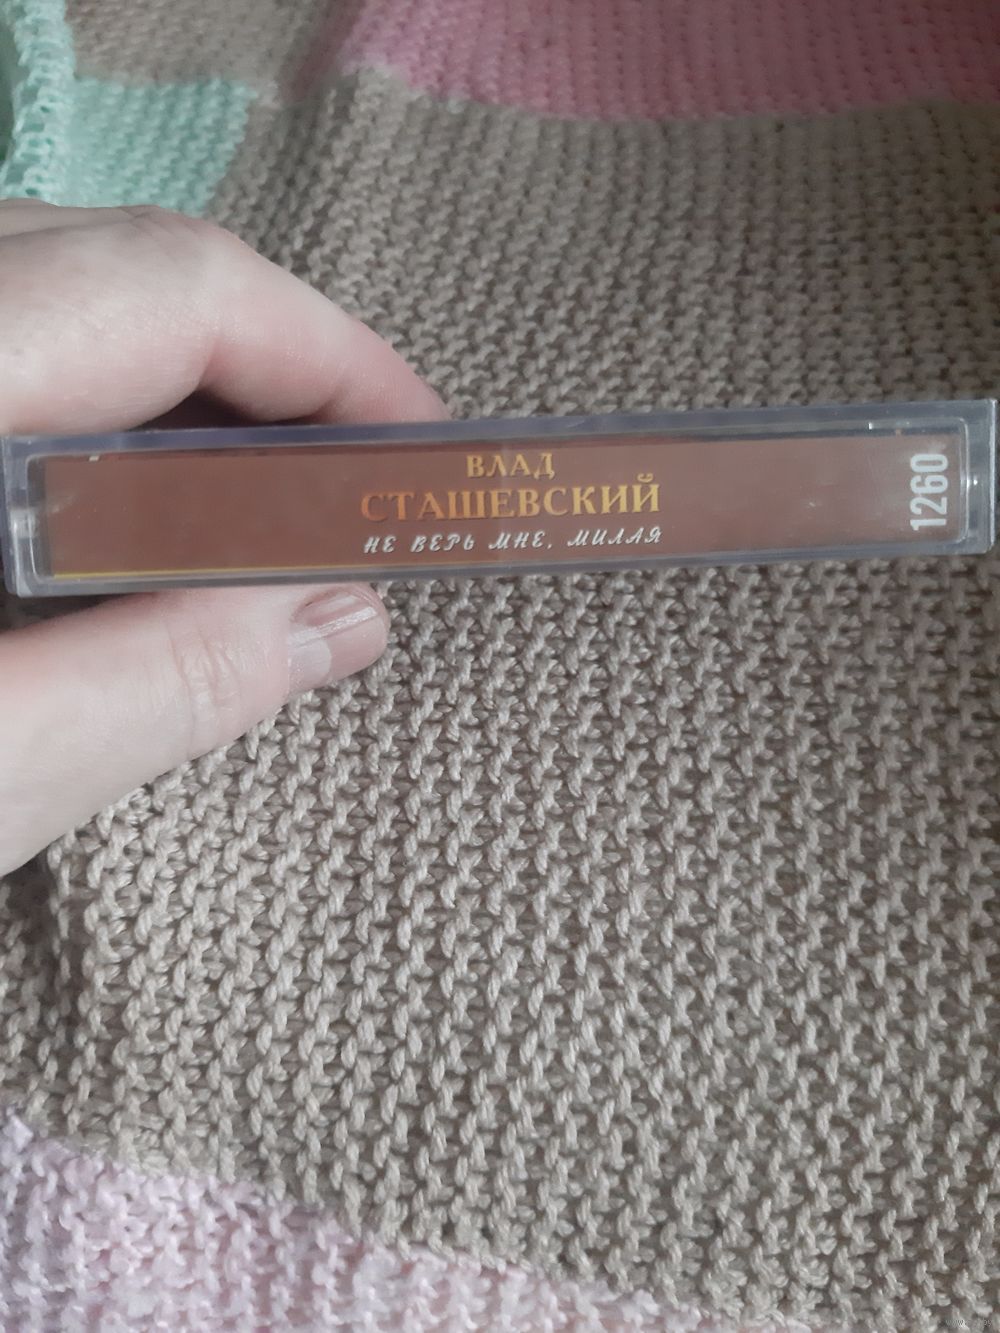 ВЛАД
СТАШЕВСКИЙ
НЕ ВЕРЬ МНЕ, МИЛАЯ
1260